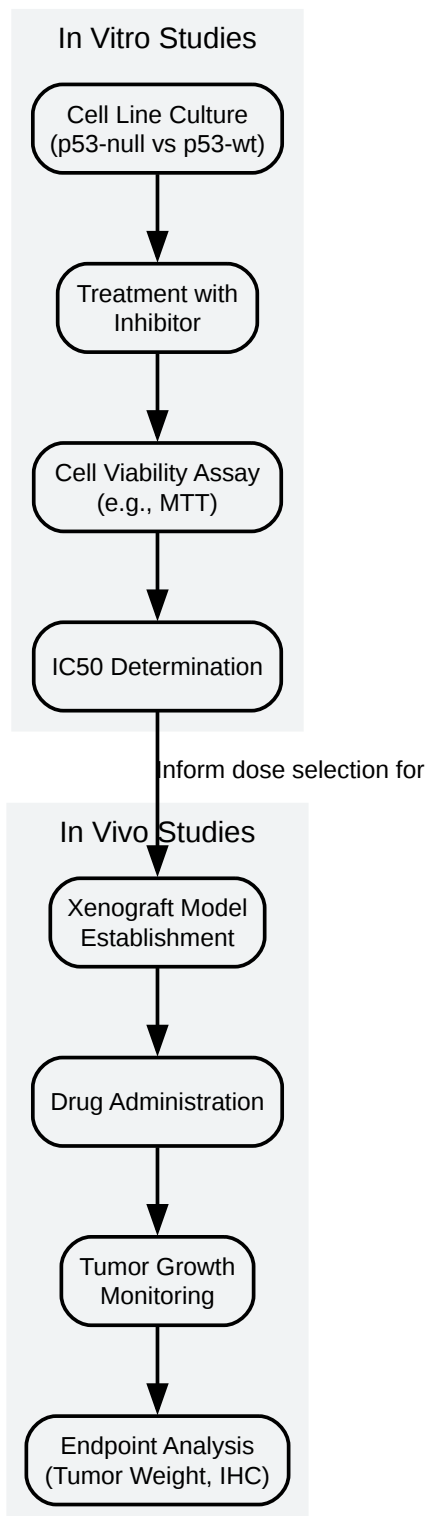 In Vitro Studies
Cell Line Culture
(p53-null vs p53-wt)
Treatment with
Inhibitor
Cell Viability Assay
(e.g., MTT)
IC50 Determination
Inform dose selection for
In Vivo Studies
Xenograft Model
Establishment
Drug Administration
Tumor Growth
Monitoring
Endpoint Analysis
(Tumor Weight, IHC)